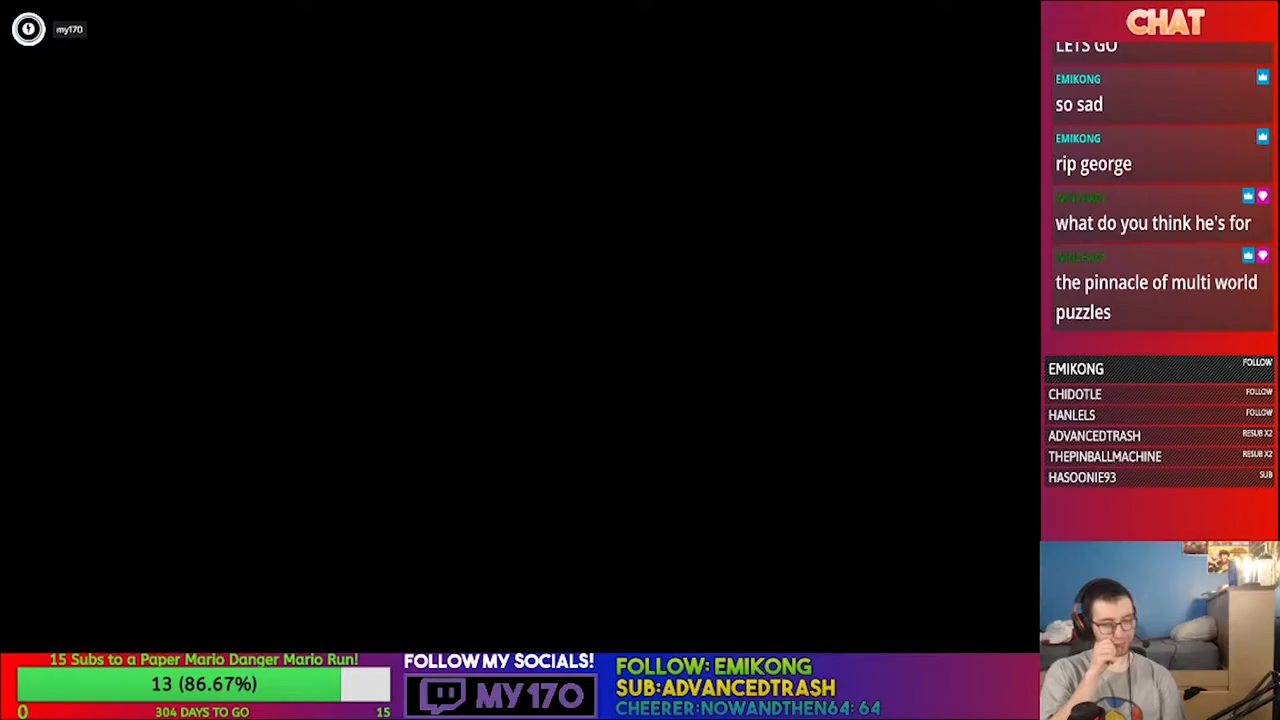 my170
CHAT
LETS GO
EMIKONG
so sad
EMIKONG
rip george
what do you think he's for
the pinnacle of multi world
puzzles
EMIKONG FOLLOW
CHIDOTLE FOLLOW
HANLELS FOLLOW
ADVANCEDTRASH RESUB X2
THEPINBALLMACHINE RESUB X2
HASOONIE93 SUB
15 Subs to a Paper Mario Danger Mario Run!
13 (86.67%)
0 304 DAYS TO GO 15
FOLLOW MY SOCIALS!
MY170
FOLLOW: EMIKONG
SUB:ADVANCEDTRASH
CHEERER:NOWANDTHEN64: 64